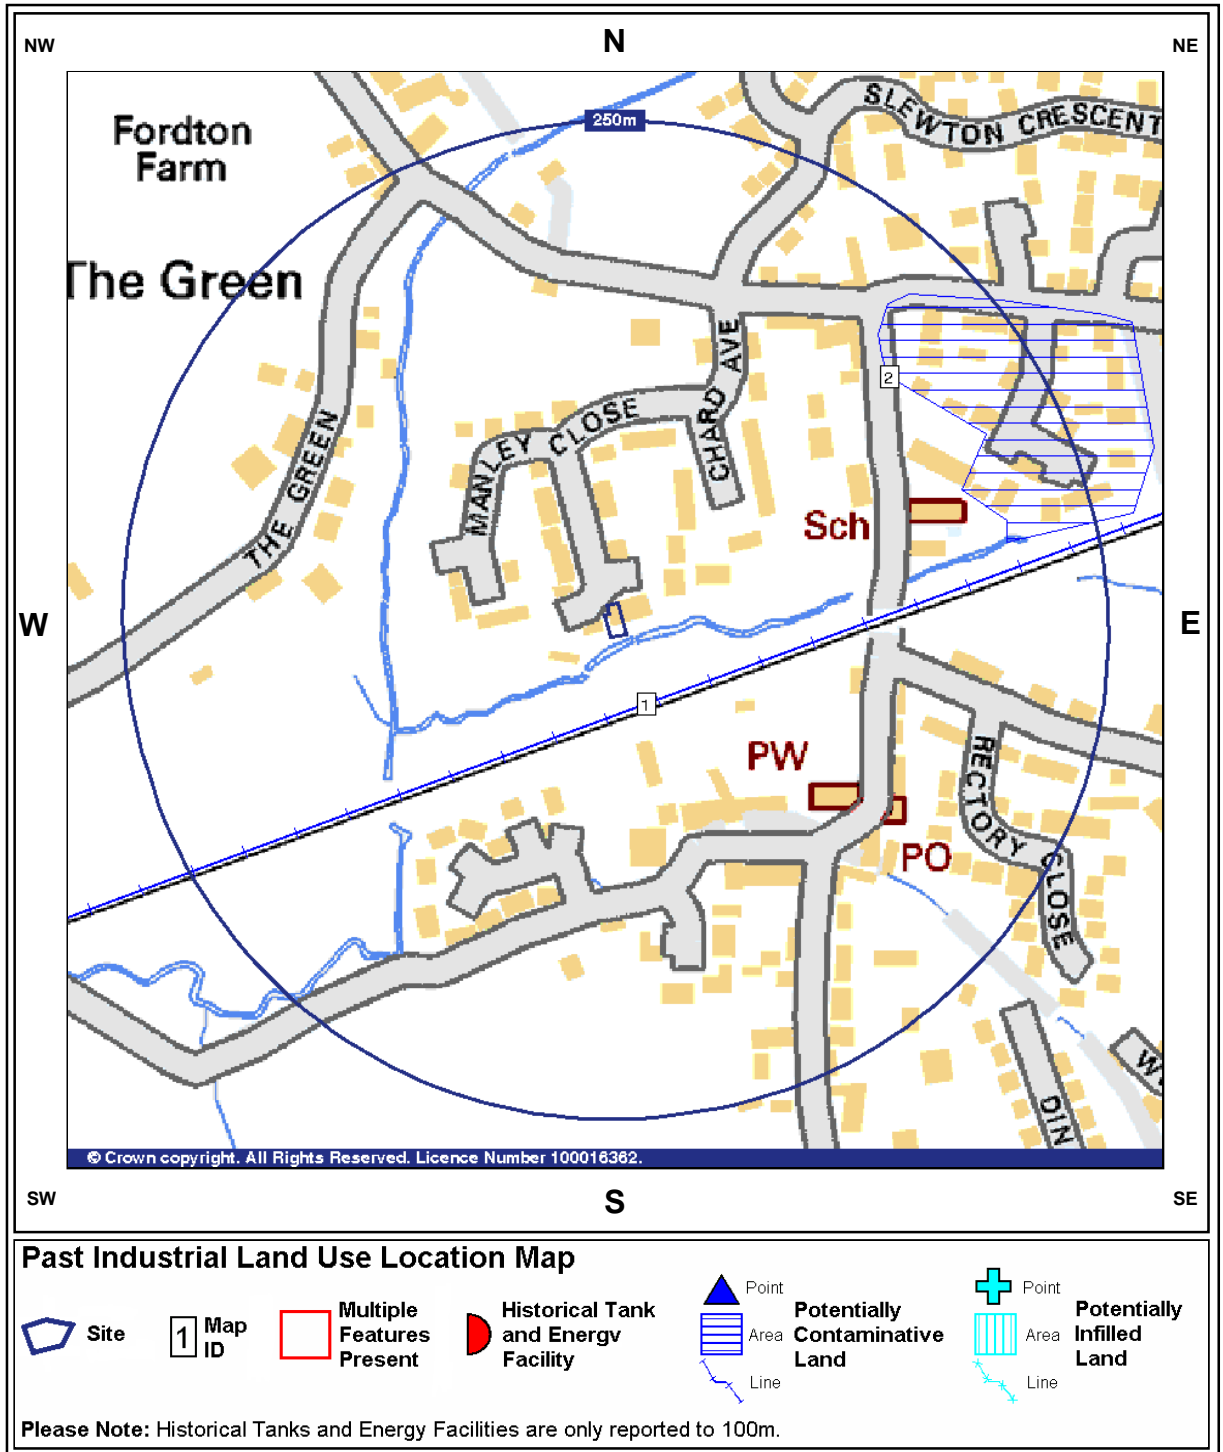 NW
N
NE
250m
SLEWTON CRESCENT
Fordton
Farm
The Green
CHARD AVE
2
MANLEY CLOSE
THE GREEN
Sch
W
E
1
PW
RECTORY CLOSE
PO
DIN
© Crown copyright. All Rights Reserved. Licence Number 100016362.
SW
S
SE
Past Industrial Land Use Location Map
Site
1
Map
ID
Multiple
Features
Present
Historical Tank
and Energy
Facility
Point
Area
Line
Potentially
Contaminative
Land
Point
Area
Line
Potentially
Infilled
Land
Please Note: Historical Tanks and Energy Facilities are only reported to 100m.